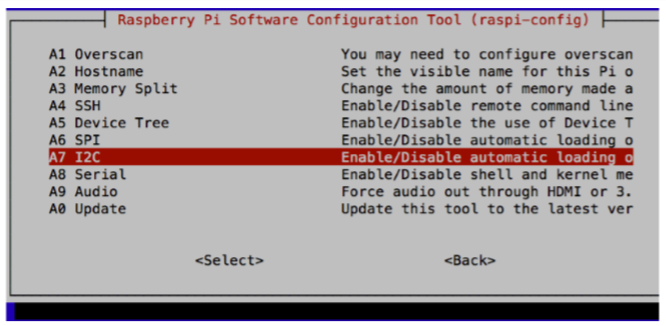 Raspberry Pi Software Configuration Tool (raspi-config)
A1 Overscan You may need to configure overscan
A2 Hostname Set the visible name for this Pi o
A3 Memory Split Change the amount of memory made a
A4 SSH Enable/Disable remote command line
A5 Device Tree Enable/Disable the use of Device T
A6 SPI Enable/Disable automatic loading o
A7 I2C Enable/Disable automatic loading o
A8 Serial Enable/Disable shell and kernel me
A9 Audio Force audio out through HDMI or 3.
A0 Update Update this tool to the latest ver
<Select> <Back>